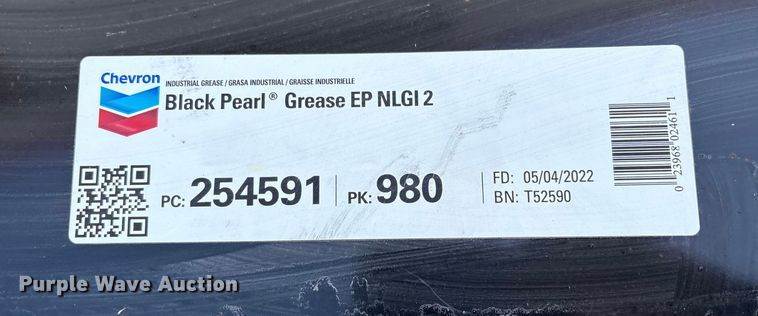 Chevron
INDUSTRIAL GREASE / GRASA INDUSTRIAL / GRAISSE INDUSTRIELLE
Black Pearl® Grease EP NLGI 2
PC: 254591 PK: 980
FD: 05/04/2022
BN: T52590
0 23968 02461 1
Purple Wave Auction